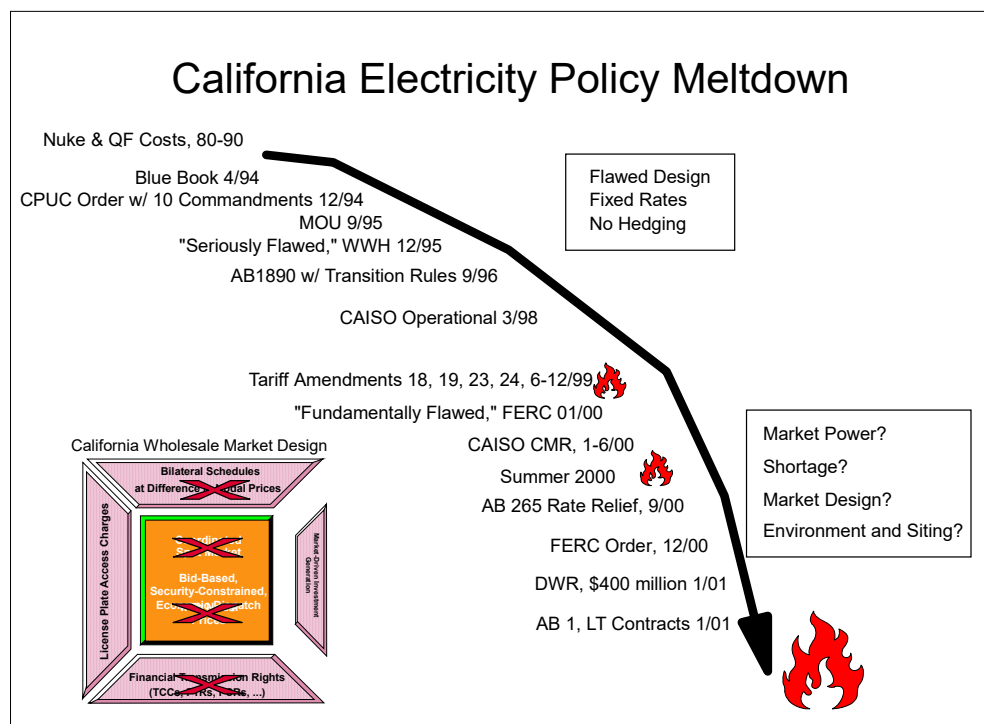 California Electricity Policy Meltdown
Nuke & QF Costs, 80-90
Blue Book 4/94
CPUC Order w/ 10 Commandments 12/94
MOU 9/95
"Seriously Flawed," WWH 12/95
AB1890 w/ Transition Rules 9/96
CAISO Operational 3/98
Tariff Amendments 18, 19, 23, 24, 6-12/99
"Fundamentally Flawed," FERC 01/00
CAISO CMR, 1-6/00
Summer 2000
AB 265 Rate Relief, 9/00
FERC Order, 12/00
DWR, $400 million 1/01
AB 1, LT Contracts 1/01
Flawed Design
Fixed Rates
No Hedging
Market Power?
Shortage?
Market Design?
Environment and Siting?
California Wholesale Market Design
Bilateral Schedules
at Difference Nodal Prices
License Plate Access Charges
Coordinated
Spot Market
Bid-Based,
Security-Constrained,
Economic Dispatch
Market-Driven Investment
Generation
Financial Transmission Rights
(TCCs,